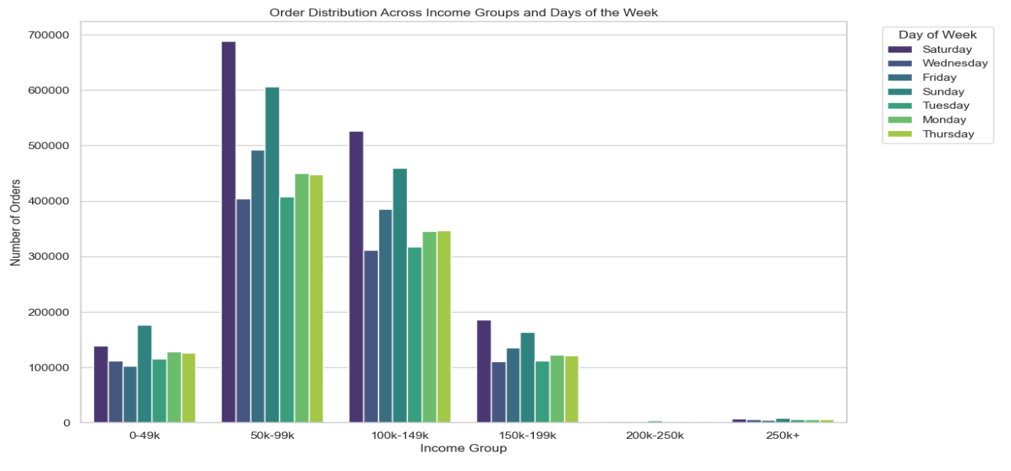 Order Distribution Across Income Groups and Days of the Week
Day of Week
Saturday
Wednesday
Friday
Sunday
Tuesday
Monday
Thursday
Number of Orders
700000
600000
500000
400000
300000
200000
100000
0
0-49k 50k-99k 100k-149k 150k-199k 200k-250k 250k+
Income Group